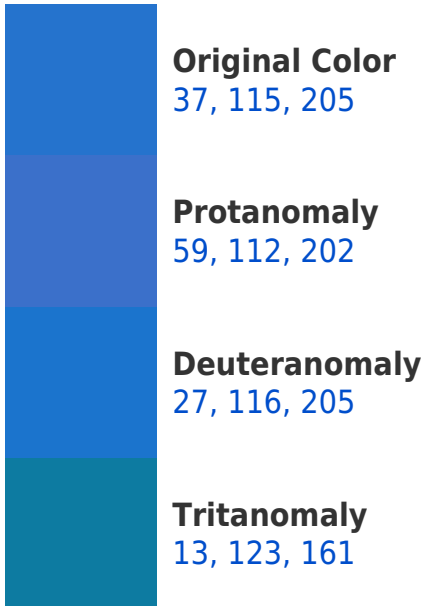 Original Color
37, 115, 205
Protanomaly
59, 112, 202
Deuteranomaly
27, 116, 205
Tritanomaly
13, 123, 161